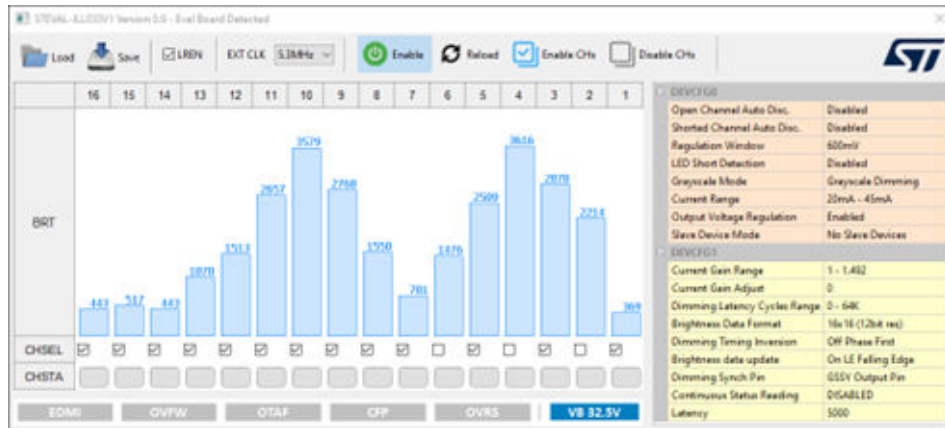 STEVAL-ILL035V1 Version 0.9 - Eval Board Detected
Load Save LREN EXT CLK 5.3MHz Enable Reload Enable CHs Disable CHs
16 15 14 13 12 11 10 9 8 7 6 5 4 3 2 1
BRT
443 517 443 1070 1513 2657 3579 2768 1550 701 1476 2509 3616 2878 2214 369
CHSEL
CHSTA
EDMI OVFW OTAF CFP OVRS VB 32.5V
DEVCFG0
Open Channel Auto Disc. Disabled
Shorted Channel Auto Disc. Disabled
Regulation Window 600mV
LED Short Detection Disabled
Grayscale Mode Grayscale Dimming
Current Range 20mA - 45mA
Output Voltage Regulation Enabled
Slave Device Mode No Slave Devices
DEVCFG1
Current Gain Range 1 - 1.492
Current Gain Adjust 0
Dimming Latency Cycles Range 0 - 64K
Brightness Data Format 16x16 (12bit res)
Dimming Timing Inversion Off Phase First
Brightness data update On LE Falling Edge
Dimming Synch Pin GSSY Output Pin
Continuous Status Reading DISABLED
Latency 5000